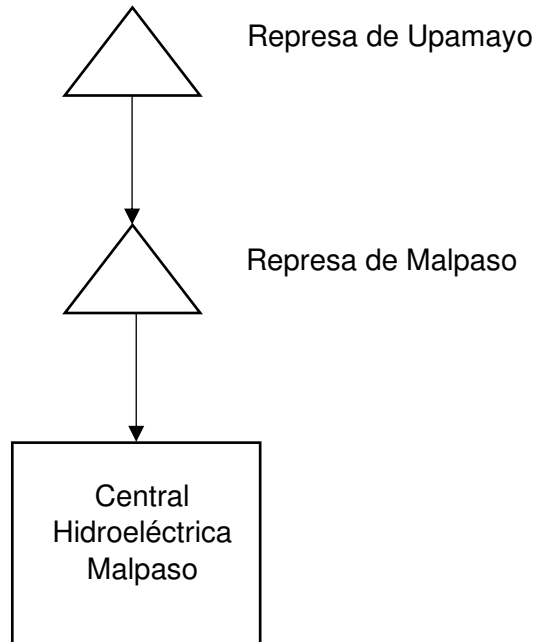 Represa de Upamayo
Represa de Malpaso
Central
Hidroeléctrica
Malpaso